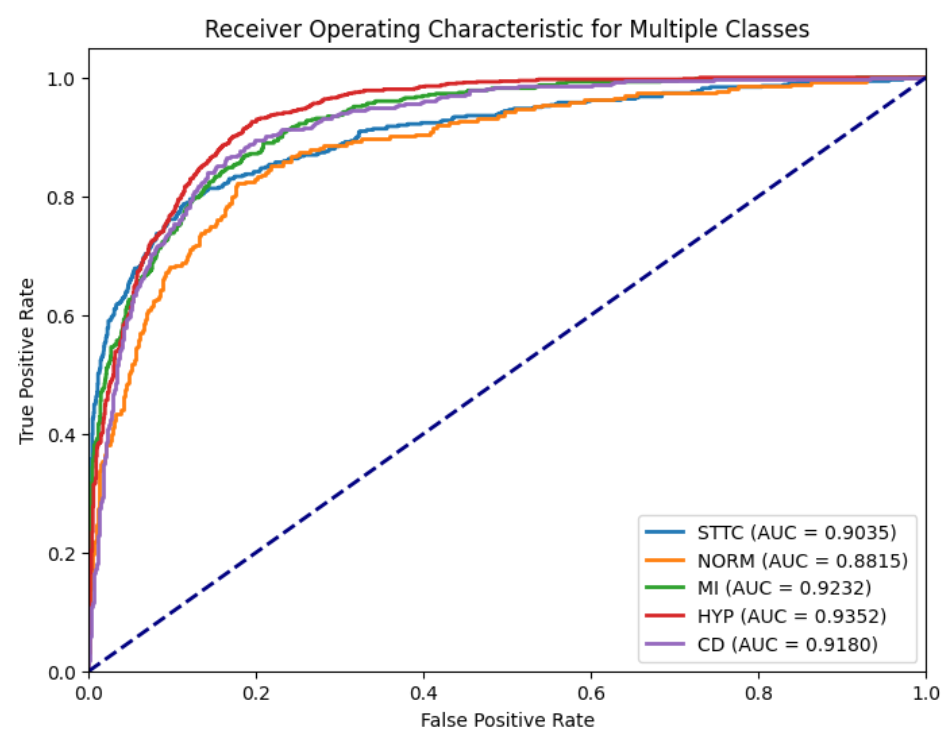 Receiver Operating Characteristic for Multiple Classes
1.0
0.8
0.6
0.4
0.2
0.0
True Positive Rate
STTC (AUC = 0.9035)
NORM (AUC = 0.8815)
MI (AUC = 0.9232)
HYP (AUC = 0.9352)
CD (AUC = 0.9180)
0.0 0.2 0.4 0.6 0.8 1.0
False Positive Rate